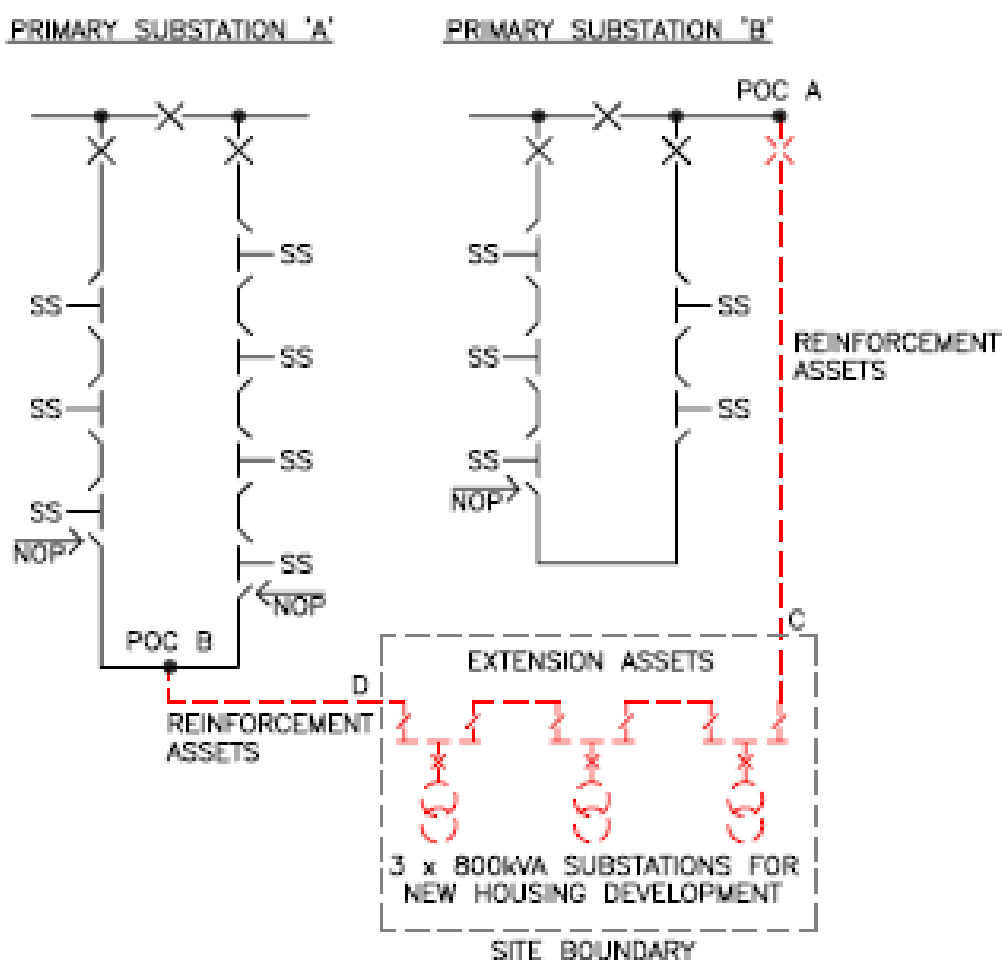 PRIMARY SUBSTATION 'A'
PRIMARY SUBSTATION 'B'
POC A
SS
SS
SS
SS
SS
SS
SS
REINFORCEMENT
ASSETS
SS
SS
SS
SS
SS
NOP
NOP
SS
NOP
POC B
C
EXTENSION ASSETS
D
REINFORCEMENT
ASSETS
3 x 800kVA SUBSTATIONS FOR
NEW HOUSING DEVELOPMENT
SITE BOUNDARY